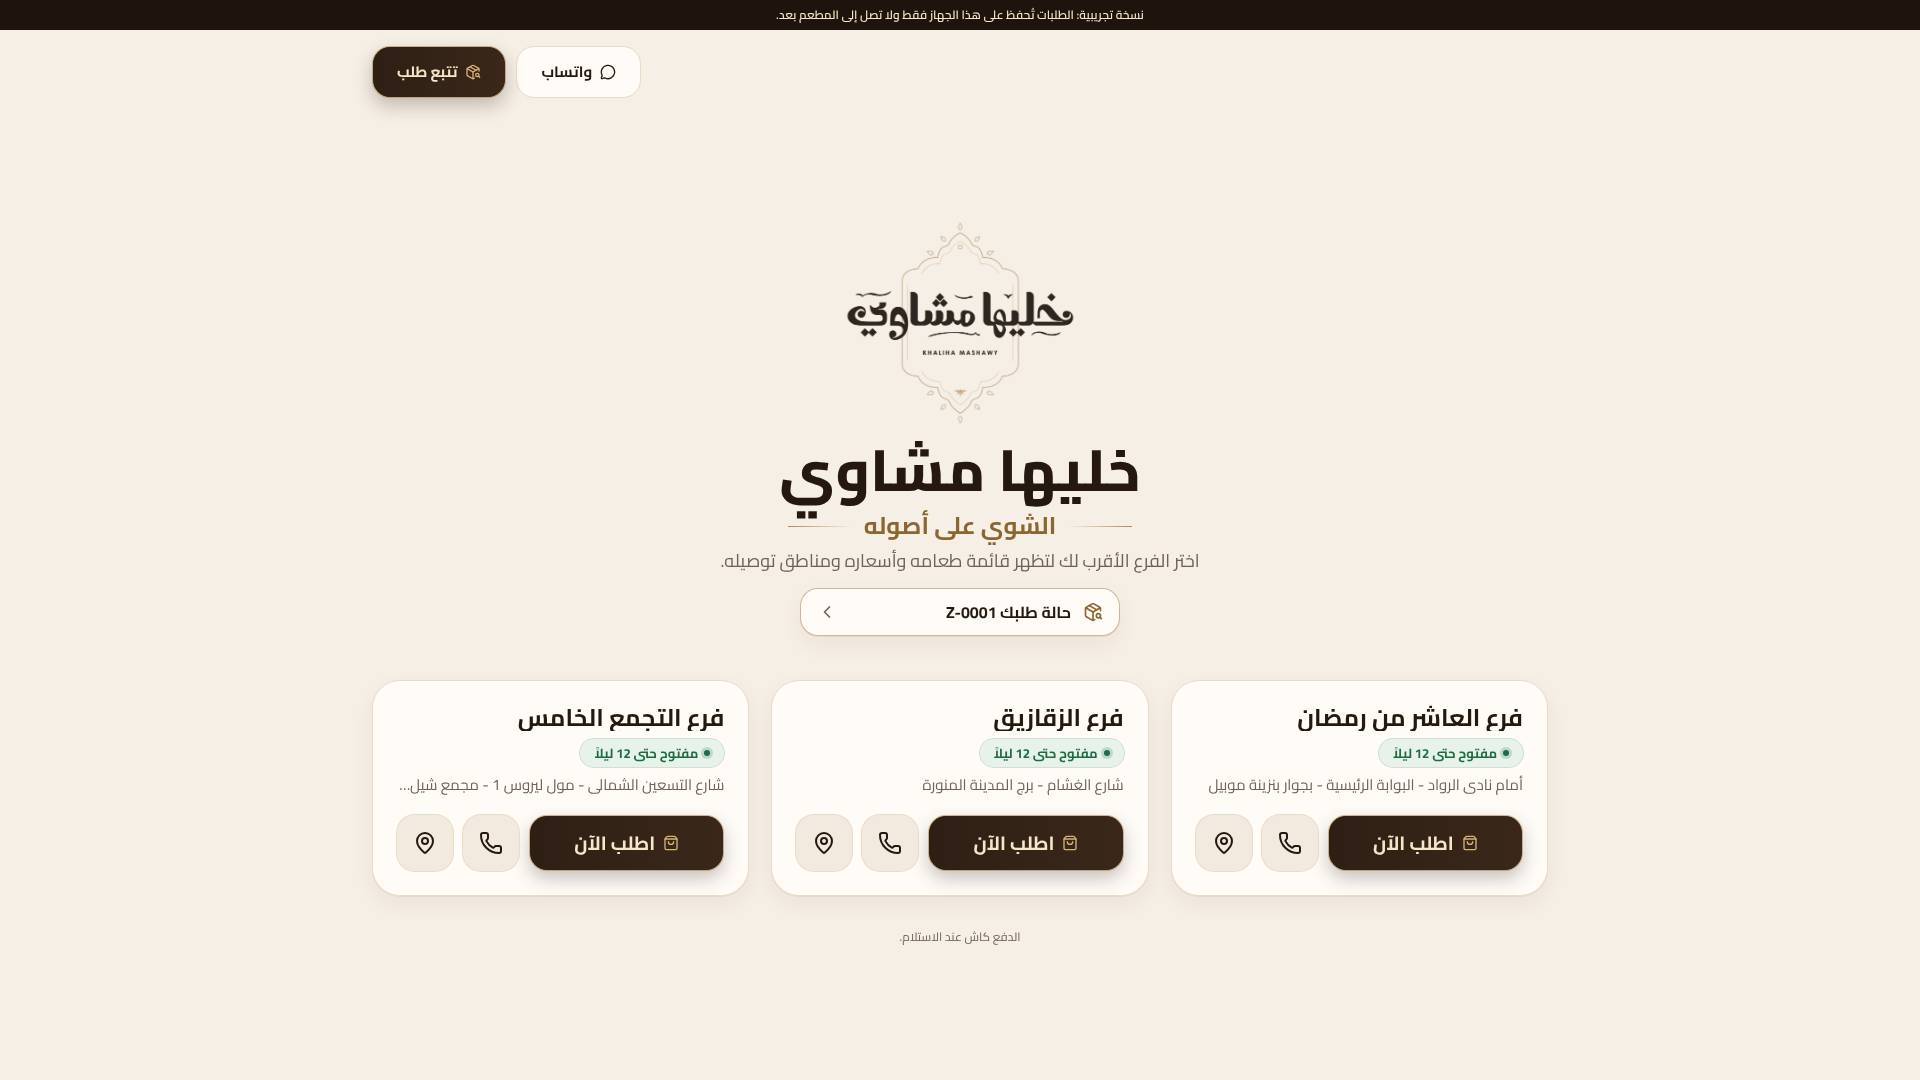 نسخة تجريبية: الطلبات تُحفظ على هذا الجهاز فقط ولا تصل إلى المطعم بعد.
واتساب
تتبع طلب
خليها مشاوي
KHALIHA MASHAWY
خليها مشاوي
الشوي على أصوله
اختر الفرع الأقرب لك لتظهر قائمة طعامه وأسعاره ومناطق توصيله.
حالة طلبك Z-0001
فرع العاشر من رمضان
مفتوح حتى 12 ليلاً
أمام نادى الرواد - البوابة الرئيسية - بجوار بنزينة موبيل
اطلب الآن
فرع الزقازيق
مفتوح حتى 12 ليلاً
شارع الغشام - برج المدينة المنورة
اطلب الآن
فرع التجمع الخامس
مفتوح حتى 12 ليلاً
شارع التسعين الشمالى - مول ليروس 1 - مجمع شيل...
اطلب الآن
الدفع كاش عند الاستلام.